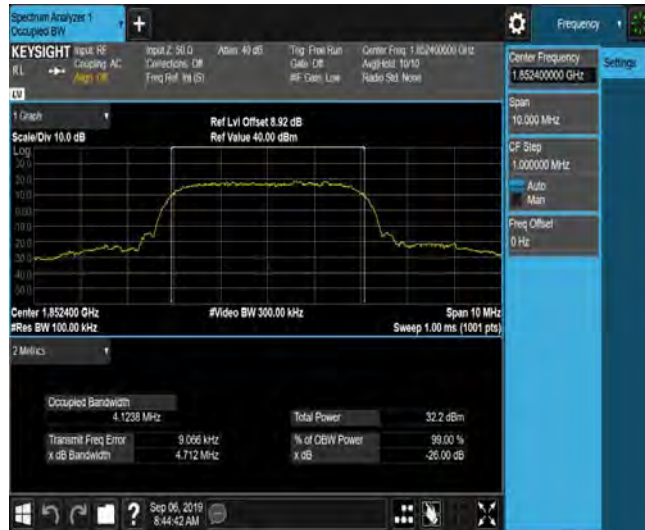 Spectrum Analyzer 1
Occupied BW
+
Frequency
KEYSIGHT
Input: RF
Coupling: AC
Align: Off
Input Z: 50 Ω
Corrections: Off
Freq Ref: Int (S)
Atten: 40 dB
Trig: Free Run
Gate: Off
#IF Gain: Low
Center Freq: 1.852400000 GHz
Avg|Hold: 10/10
Radio Std: None
RL
LV
Center Frequency
1.852400000 GHz
Settings
Span
10.000 MHz
CF Step
1.000000 MHz
Auto
Man
Freq Offset
0 Hz
1 Graph
Scale/Div 10.0 dB
Ref Lvl Offset 8.92 dB
Ref Value 40.00 dBm
Log
30.0
20.0
10.0
0.00
-10.0
-20.0
-30.0
-40.0
-50.0
Center 1.852400 GHz
#Video BW 300.00 kHz
Span 10 MHz
#Res BW 100.00 kHz
Sweep 1.00 ms (1001 pts)
2 Metrics
Occupied Bandwidth
4.1238 MHz
Total Power
32.2 dBm
Transmit Freq Error
9.066 kHz
% of OBW Power
99.00 %
x dB Bandwidth
4.712 MHz
x dB
-26.00 dB
?
Sep 06, 2019
8:44:42 AM